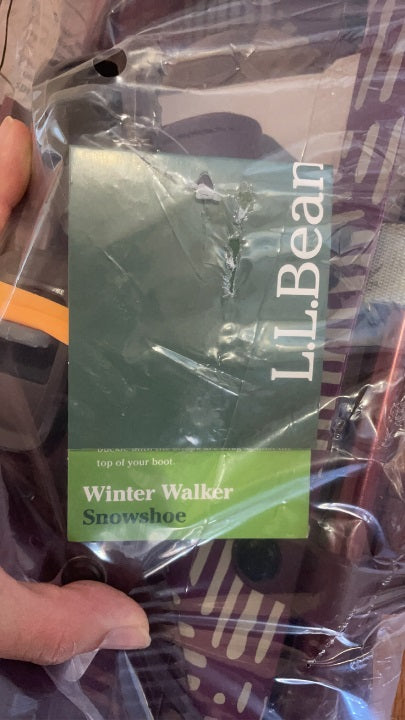 L.L.Bean
top of your boot.
Winter Walker
Snowshoe